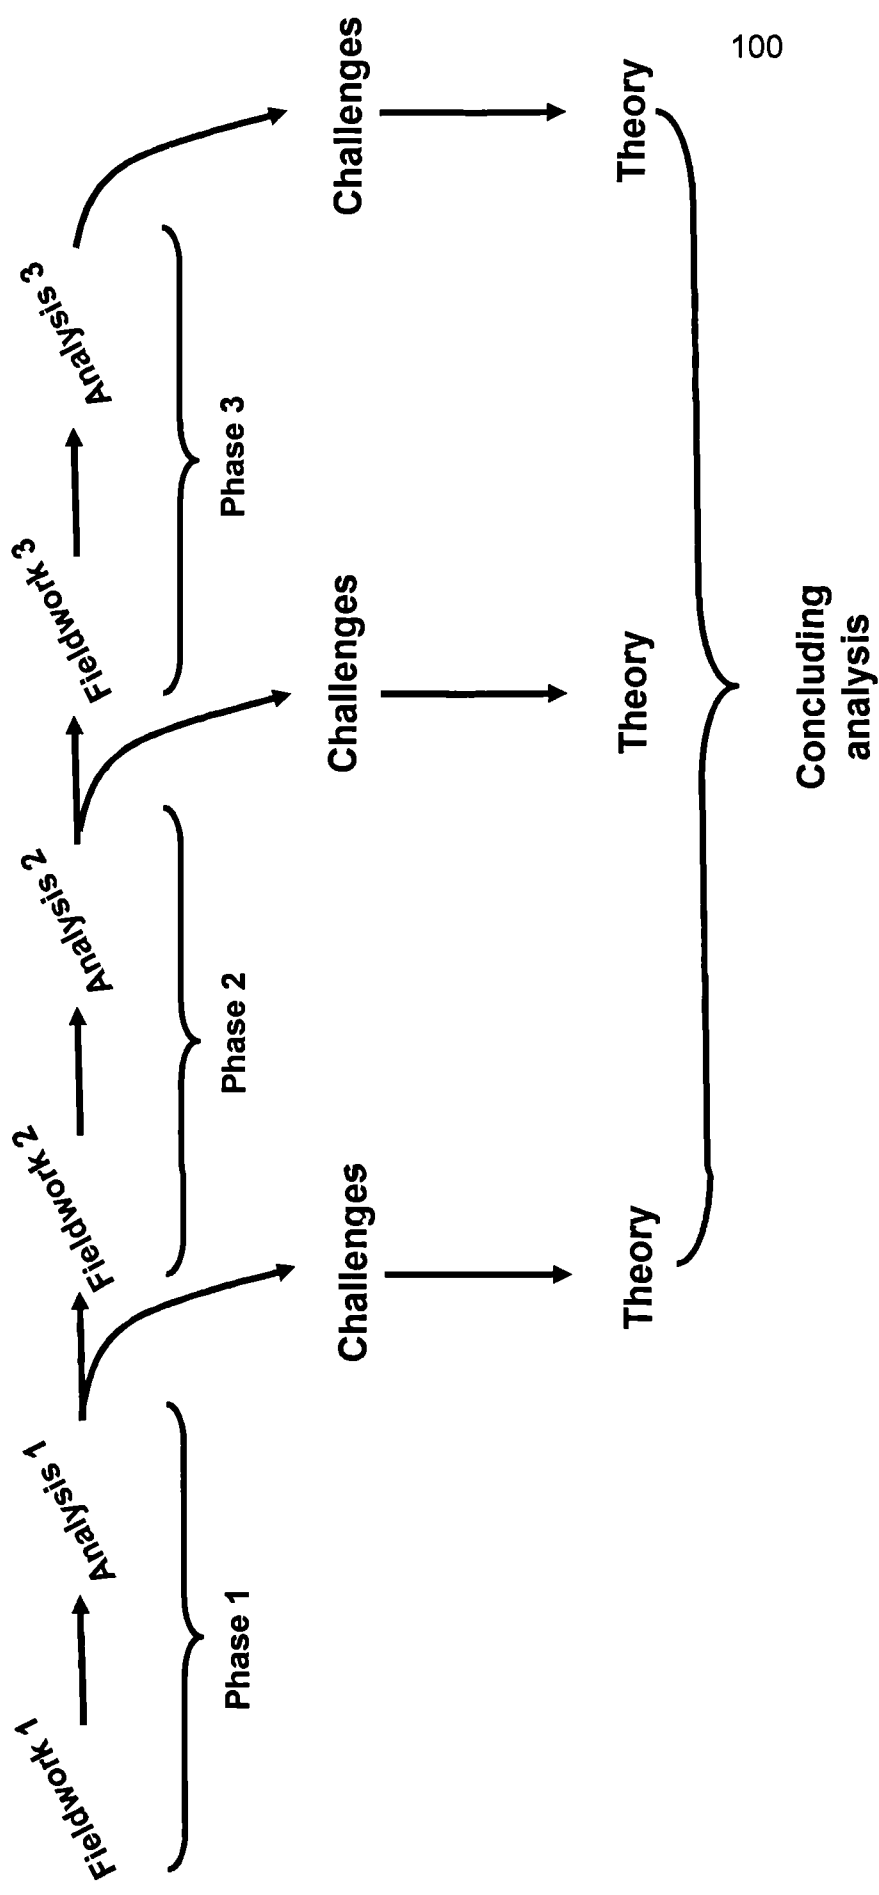 100
Fieldwork 1
Analysis 1
Fieldwork 2
Analysis 2
Fieldwork 3
Analysis 3
Phase 1
Phase 2
Phase 3
Challenges
Challenges
Challenges
Theory
Theory
Theory
Concluding
analysis